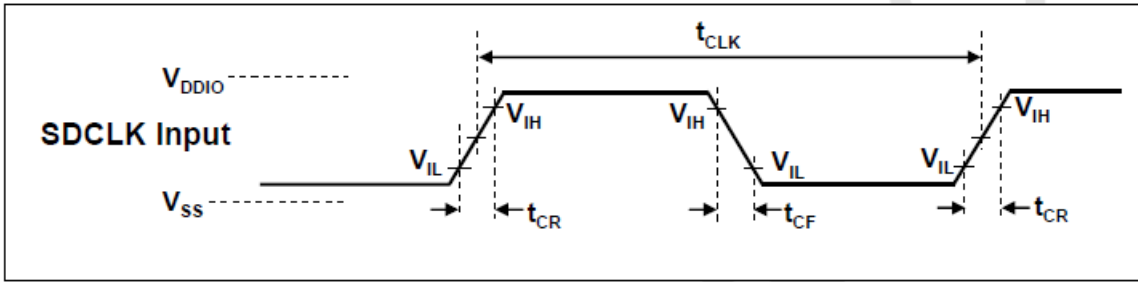 tCLK
VDDIO
VIH VIH VIH
SDCLK Input
VIL VIL VIL
VSS
tCR tCF tCR